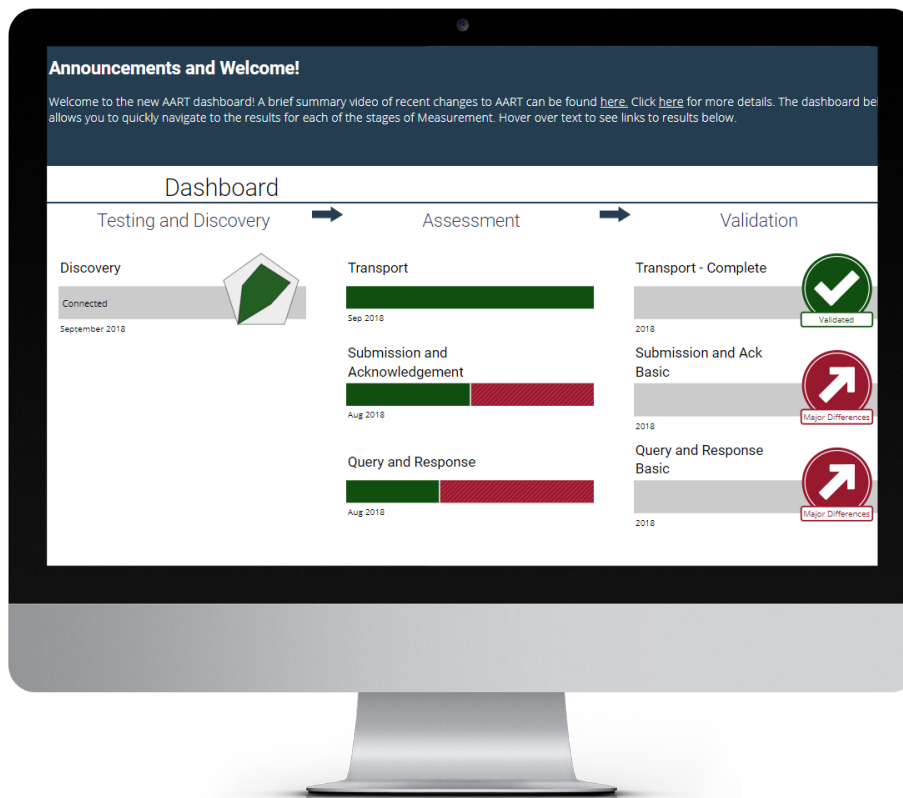 Announcements and Welcome!
Welcome to the new AART dashboard! A brief summary video of recent changes to AART can be found here. Click here for more details. The dashboard
allows you to quickly navigate to the results for each of the stages of Measurement. Hover over text to see links to results below.
Dashboard
Testing and Discovery
Assessment
Validation
Discovery
Connected
September 2018
Transport
Sep 2018
Submission and
Acknowledgement
Aug 2018
Query and Response
Aug 2018
Transport - Complete
Validated
2018
Submission and Ack
Basic
Major Differences
2018
Query and Response
Basic
Major Differences
2018